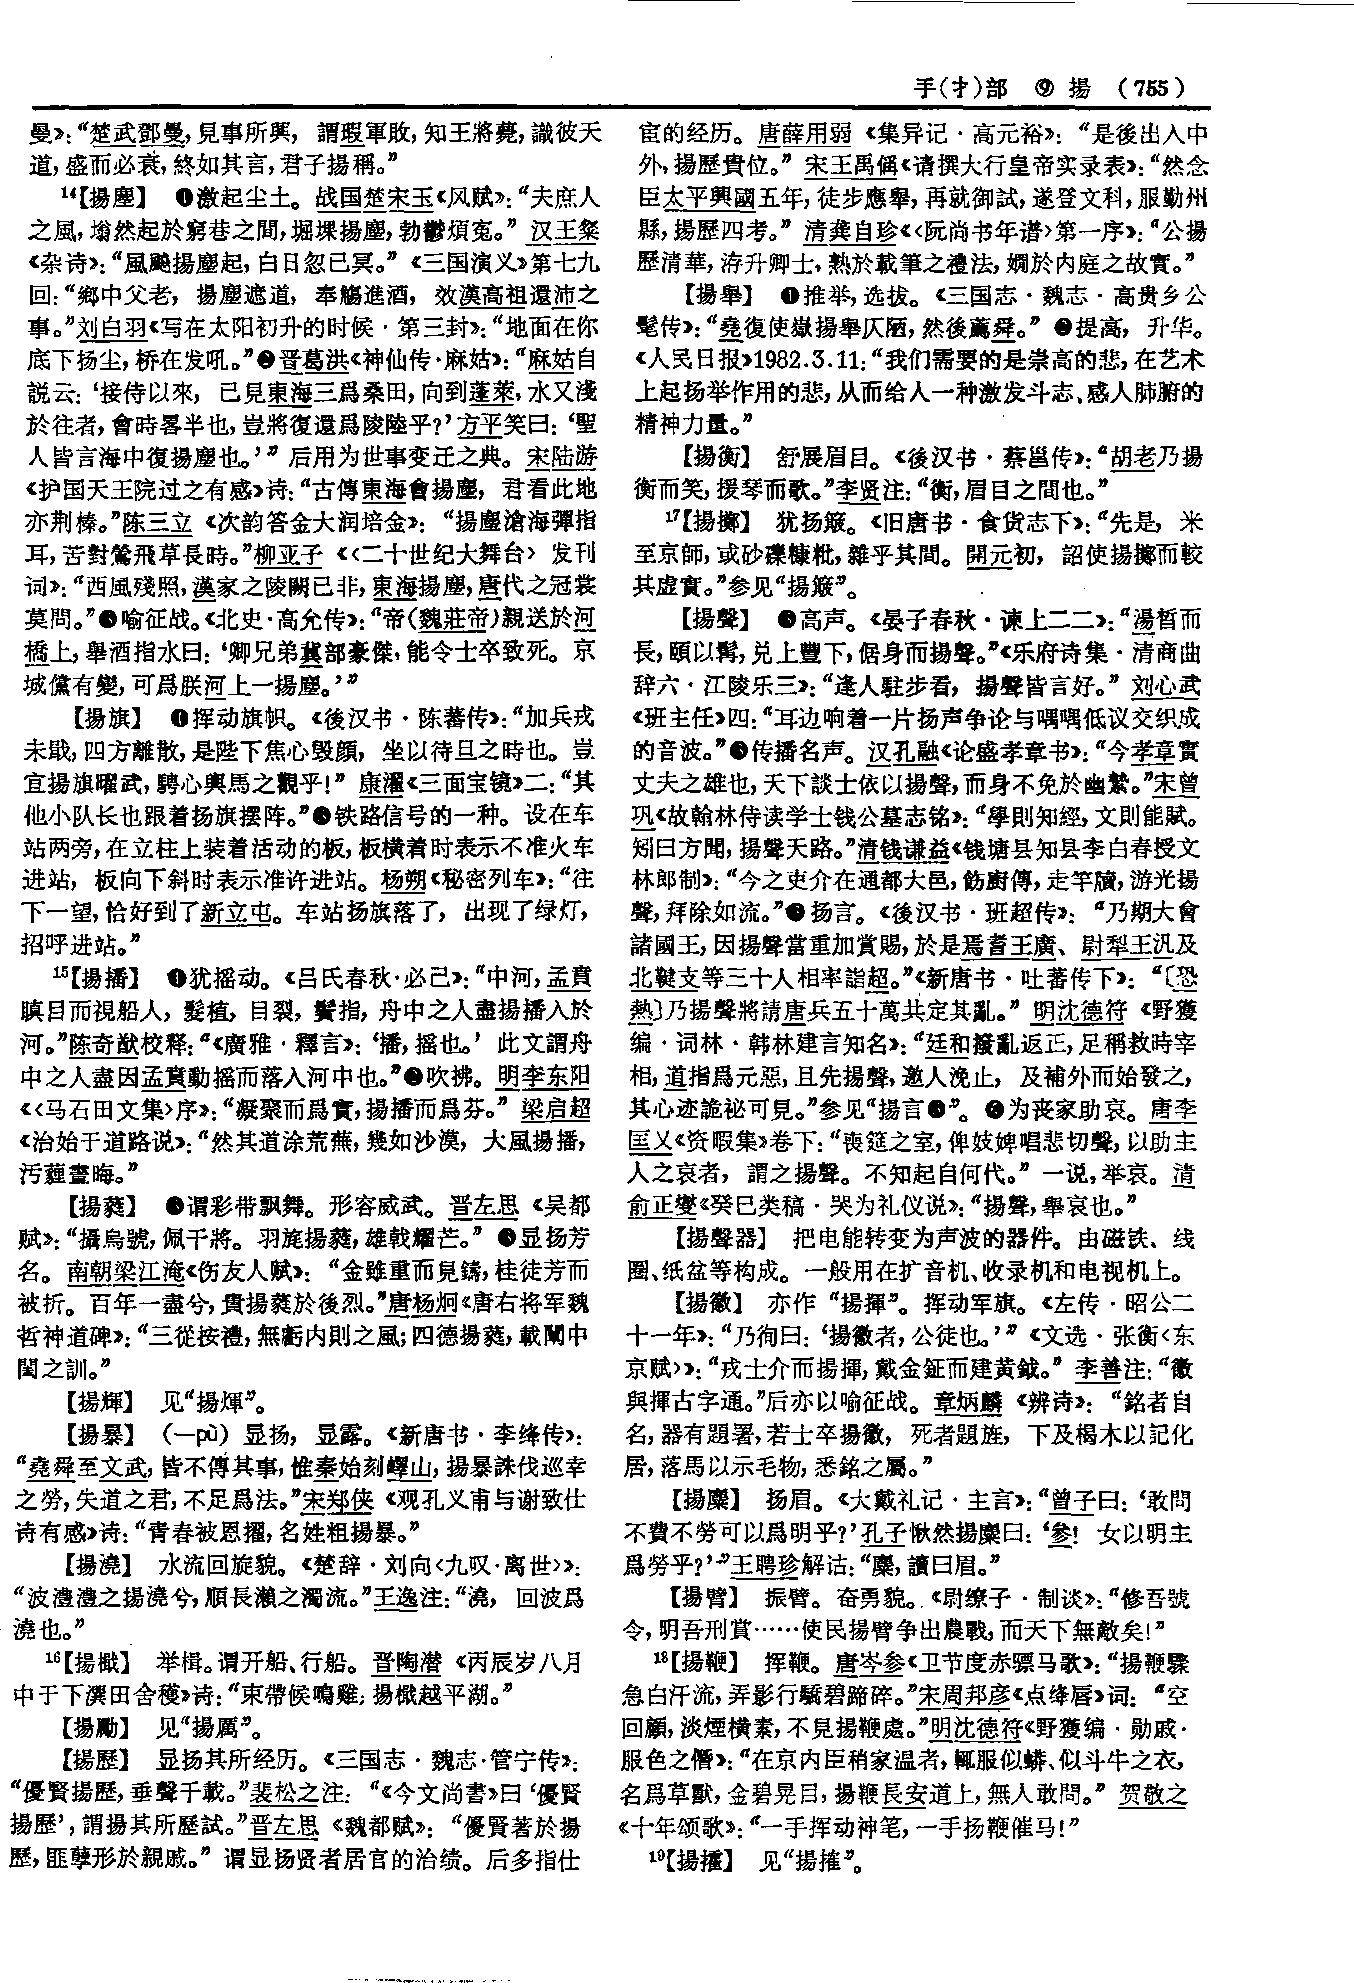 手(扌)部 ⑨ 揚 (755)
曼》：“楚武鄧曼，見事所興， 謂瑕軍敗，知王將薨，識彼天
道，盛而必衰，終如其言，君子揚稱。”
14【揚塵】 ❶激起尘土。战国楚宋玉《风赋》：“夫庶人
之風，塕然起於窮巷之間，堀堁揚塵，勃鬱煩冤。” 汉王粲
《杂诗》：“風飈揚塵起，白日忽已冥。” 《三国演义》第七九
回：“鄉中父老， 揚塵遮道， 奉觴進酒， 效漢高祖還沛之
事。”刘白羽《写在太阳初升的时候·第三封》：“地面在你
底下扬尘，桥在发吼。”❷晋葛洪《神仙传·麻姑》：“麻姑自
説云：‘接侍以來， 已見東海三爲桑田，向到蓬萊，水又淺
於往者，會時畧半也，豈將復還爲陵陸乎？’方平笑曰：‘聖
人皆言海中復揚塵也。’” 后用为世事变迁之典。宋陆游
《护国天王院过之有感》诗：“古傳東海會揚塵， 君看此地
亦荆榛。”陈三立 《次韵答金大润培金》： “揚塵滄海彈指
耳，苦對鶯飛草長時。”柳亚子 《〈二十世纪大舞台〉 发刊
词》：“西風殘照，漢家之陵闕已非，東海揚塵，唐代之冠裳
莫問。”❸喻征战。《北史·高允传》：“帝(魏莊帝)親送於河
橋上，舉酒指水曰：‘卿兄弟冀部豪傑，能令士卒致死。京
城儻有變，可爲朕河上一揚塵。’”
【揚旗】 ❶挥动旗帜。《後汉书·陈蕃传》：“加兵戎
未戢，四方離散，是陛下焦心毁顔， 坐以待旦之時也。豈
宜揚旗曜武，騁心輿馬之觀乎！” 康濯《三面宝镜》二：“其
他小队长也跟着扬旗摆阵。”❷铁路信号的一种。设在车
站两旁，在立柱上装着活动的板，板横着时表示不准火车
进站， 板向下斜时表示准许进站。杨朔《秘密列车》：“往
下一望，恰好到了新立屯。车站扬旗落了， 出现了绿灯，
招呼进站。”
15【揚播】 ❶犹摇动。《吕氏春秋·必己》：“中河，孟賁
瞋目而視船人， 髮植， 目裂， 鬢指，舟中之人盡揚播入於
河。”陈奇猷校释：“《廣雅·釋言》：‘播，摇也。’ 此文謂舟
中之人盡因孟賁動摇而落入河中也。”❷吹拂。明李东阳
《〈马石田文集〉序》：“凝聚而爲實，揚播而爲芬。” 梁启超
《治始于道路说》：“然其道涂荒蕪，幾如沙漠， 大風揚播，
污薶晝晦。”
【揚蕤】 ❶谓彩带飘舞。形容威武。晋左思 《吴都
赋》：“攝烏號，佩干將。羽旄揚蕤，雄戟耀芒。” ❷显扬芳
名。南朝梁江淹《伤友人赋》： “金雖重而見鑄，桂徒芳而
被折。百年一盡兮，貴揚蕤於後烈。”唐杨炯《唐右将军魏
哲神道碑》：“三從按禮，無虧内則之風；四德揚蕤，載闡中
閨之訓。”
【揚輝】 见“揚煇”。
【揚暴】 (—pù) 显扬， 显露。《新唐书·李绛传》：
“堯舜至文武，皆不傳其事，惟秦始刻嶧山，揚暴誅伐巡幸
之勞，失道之君，不足爲法。”宋郑侠 《观孔义甫与谢致仕
诗有感》诗：“青春被恩擢，名姓粗揚暴。”
【揚澆】 水流回旋貌。《楚辞·刘向〈九叹·离世〉》：
“波澧澧之揚澆兮，順長瀨之濁流。”王逸注：“澆， 回波爲
澆也。”
16【揚檝】 举楫。谓开船、行船。晋陶潜 《丙辰岁八月
中于下潠田舍穫》诗：“束帶候鳴雞，揚檝越平湖。”
【揚勵】 见“揚厲”。
【揚歷】 显扬其所经历。《三国志·魏志·管宁传》：
“優賢揚歷，垂聲千載。”裴松之注： “《今文尚書》曰‘優賢
揚歷’，謂揚其所歷試。”晋左思 《魏都赋》： “優賢著於揚
歷，匪孽形於親戚。” 谓显扬贤者居官的治绩。后多指仕
宦的经历。唐薛用弱 《集异记·高元裕》： “是後出入中
外，揚歷貴位。” 宋王禹偁《请撰大行皇帝实录表》：“然念
臣太平興國五年，徒步應舉，再就御試，遂登文科，服勤州
縣，揚歷四考。” 清龚自珍《〈阮尚书年谱〉第一序》：“公揚
歷清華，洊升卿士，熟於載筆之禮法，嫻於内庭之故實。”
【揚舉】 ❶推举，选拔。《三国志·魏志·高贵乡公
髦传》：“堯復使嶽揚舉仄陋，然後薦舜。” ❷提高， 升华。
《人民日报》1982.3.11：“我们需要的是崇高的悲，在艺术
上起扬举作用的悲，从而给人一种激发斗志、感人肺腑的
精神力量。”
【揚衡】 舒展眉目。《後汉书·蔡邕传》：“胡老乃揚
衡而笑，援琴而歌。”李贤注：“衡，眉目之間也。”
17【揚擲】 犹扬簸。《旧唐书·食货志下》：“先是， 米
至京師，或砂礫糠粃，雜乎其間。開元初， 詔使揚擲而較
其虚實。”参见“揚簸”。
【揚聲】 ❶高声。《晏子春秋·谏上二二》：“湯晳而
長，頤以髯，兑上豐下，倨身而揚聲。”《乐府诗集·清商曲
辞六·江陵乐三》：“逢人駐步看， 揚聲皆言好。” 刘心武
《班主任》四：“耳边响着一片扬声争论与喁喁低议交织成
的音波。”❷传播名声。汉孔融《论盛孝章书》：“今孝章實
丈夫之雄也，天下談士依以揚聲，而身不免於幽縶。”宋曾
巩《故翰林侍读学士钱公墓志铭》：“學則知經，文則能賦。
矧曰方聞，揚聲天路。”清钱谦益《钱塘县知县李白春授文
林郎制》：“今之吏介在通都大邑，飭廚傳，走竿牘，游光揚
聲，拜除如流。”❸扬言。《後汉书·班超传》： “乃期大會
諸國王，因揚聲當重加賞賜，於是焉耆王廣、尉犁王汎及
北鞬支等三十人相率詣超。”《新唐书·吐蕃传下》： “〔恐
熱〕乃揚聲將請唐兵五十萬共定其亂。” 明沈德符 《野獲
编·词林·韩林建言知名》：“廷和撥亂返正，足稱救時宰
相，道指爲元惡，且先揚聲，邀人浼止， 及補外而始發之，
其心迹詭祕可見。”参见“揚言❷”。 ❹为丧家助哀。唐李
匡乂《资暇集》卷下：“喪筵之室，俾妓婢唱悲切聲，以助主
人之哀者， 謂之揚聲。不知起自何代。” 一说，举哀。清
俞正燮《癸巳类稿·哭为礼仪说》：“揚聲，舉哀也。”
【揚聲器】 把电能转变为声波的器件。由磁铁、线
圈、纸盆等构成。一般用在扩音机、收录机和电视机上。
【揚徽】 亦作“揚揮”。挥动军旗。《左传·昭公二
十一年》：“乃徇曰：‘揚徽者，公徒也。’” 《文选·张衡〈东
京赋〉》：“戎士介而揚揮，戴金鉦而建黄鉞。” 李善注：“徽
與揮古字通。”后亦以喻征战。章炳麟 《辨诗》： “銘者自
名，器有題署，若士卒揚徽， 死者題旌， 下及楬木以記化
居，落馬以示毛物，悉銘之屬。”
【揚麋】 扬眉。《大戴礼记·主言》：“曾子曰：‘敢問
不費不勞可以爲明乎？’孔子愀然揚麋曰：‘參！ 女以明主
爲勞乎？’”王聘珍解诂：“麋，讀曰眉。”
【揚臂】 振臂。奋勇貌。《尉缭子·制谈》：“修吾號
令，明吾刑賞……使民揚臂争出農戰，而天下無敵矣！”
18【揚鞭】 挥鞭。唐岑参《卫节度赤骠马歌》：“揚鞭驟
急白汗流，弄影行驕碧蹄碎。”宋周邦彦《点绛唇》词： “空
回顧，淡煙横素，不見揚鞭處。”明沈德符《野獲编·勋戚·
服色之僭》：“在京内臣稍家温者，輒服似蟒、似斗牛之衣，
名爲草獸，金碧晃目，揚鞭長安道上，無人敢問。” 贺敬之
《十年颂歌》：“一手挥动神笔，一手扬鞭催马！”
19【揚攉】 见“揚搉”。